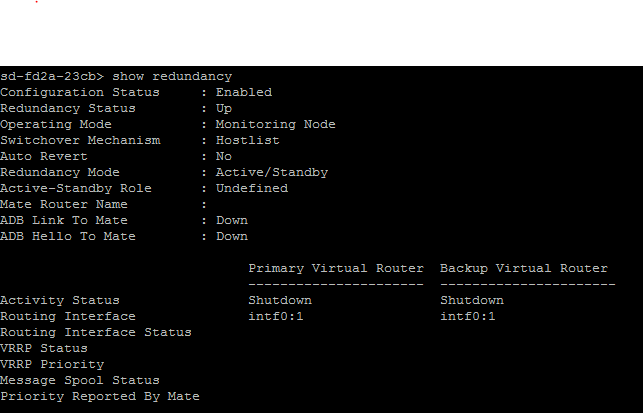 sd-fd2a-23cb> show redundancy
Configuration Status     : Enabled
Redundancy Status        : Up
Operating Mode           : Monitoring Node
Switchover Mechanism     : Hostlist
Auto Revert              : No
Redundancy Mode          : Active/Standby
Active-Standby Role      : Undefined
Mate Router Name         :
ADB Link To Mate         : Down
ADB Hello To Mate        : Down
                               Primary Virtual Router  Backup Virtual Router
                               ----------------------  ----------------------
Activity Status                Shutdown                Shutdown
Routing Interface              intf0:1                 intf0:1
Routing Interface Status
VRRP Status
VRRP Priority
Message Spool Status
Priority Reported By Mate